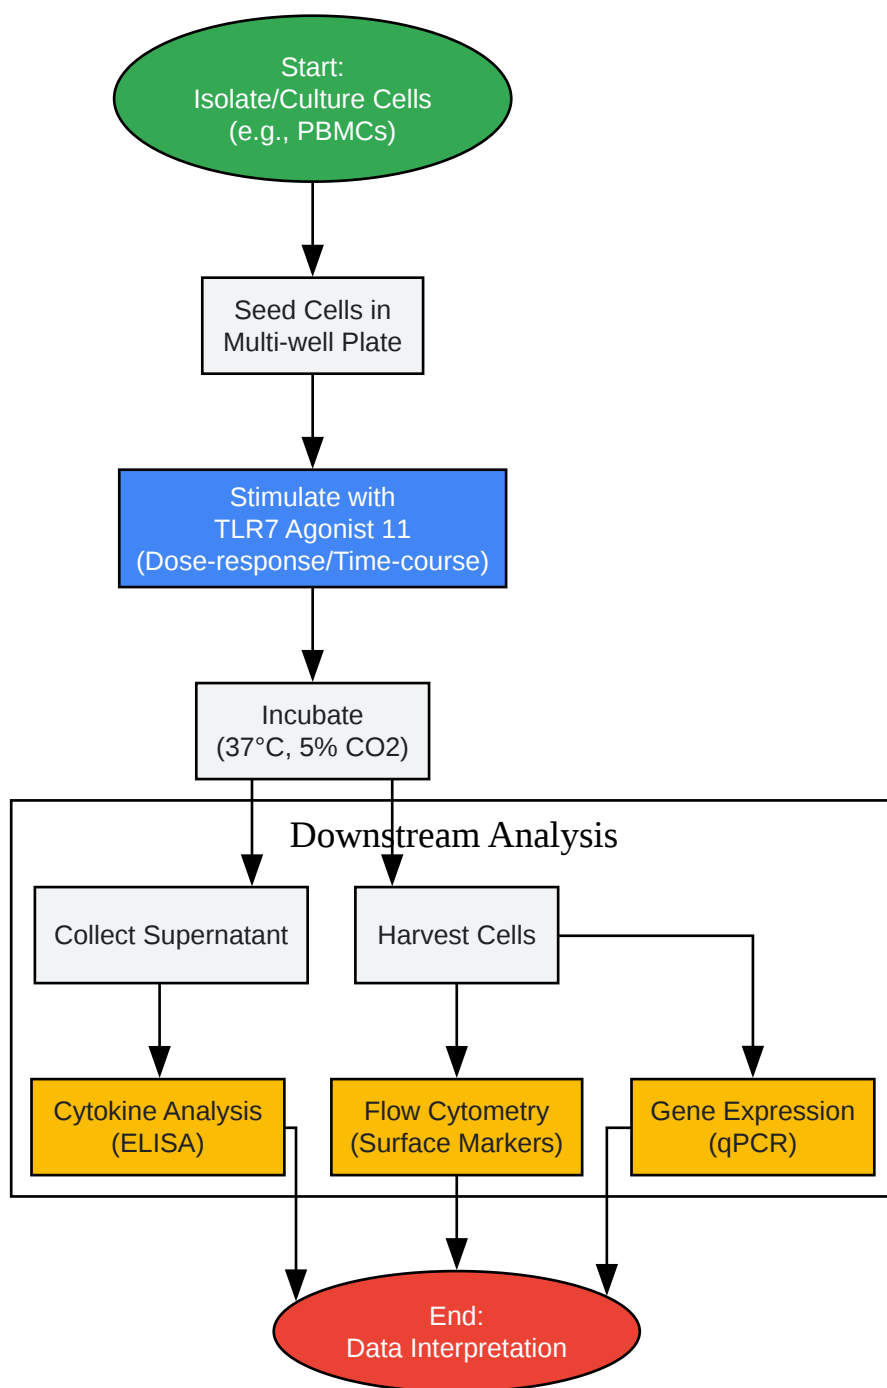 Start:
Isolate/Culture Cells
(e.g., PBMCs)
Seed Cells in
Multi-well Plate
Stimulate with
TLR7 Agonist 11
(Dose-response/Time-course)
Incubate
(37°C, 5% CO2)
Downstream Analysis
Collect Supernatant
Harvest Cells
Cytokine Analysis
(ELISA)
Flow Cytometry
(Surface Markers)
Gene Expression
(qPCR)
End:
Data Interpretation